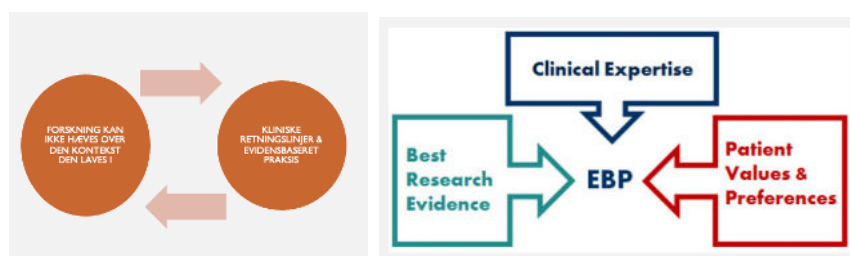 FORSKNING KAN
IKKE HÆVES OVER
DEN KONTEKST
DEN LAVES I
KLINISKE
RETNINGSLINJER &
EVIDENSBASERET
PRAKSIS
Clinical Expertise
Best
Research
Evidence
EBP
Patient
Values &
Preferences